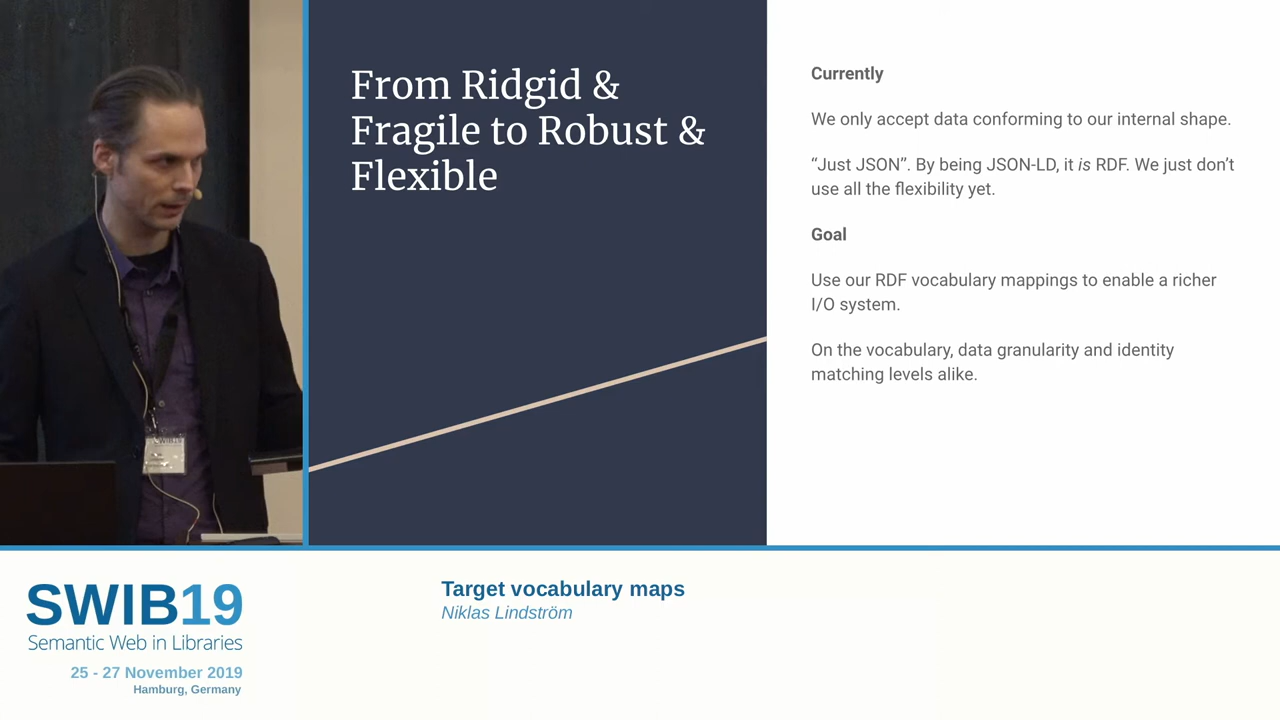 From Ridgid &
Fragile to Robust &
Flexible
Currently
We only accept data conforming to our internal shape.
“Just JSON”. By being JSON-LD, it is RDF. We just don’t
use all the flexibility yet.
Goal
Use our RDF vocabulary mappings to enable a richer
I/O system.
On the vocabulary, data granularity and identity
matching levels alike.
SWIB19
Semantic Web in Libraries
25 - 27 November 2019
Hamburg, Germany
Target vocabulary maps
Niklas Lindström